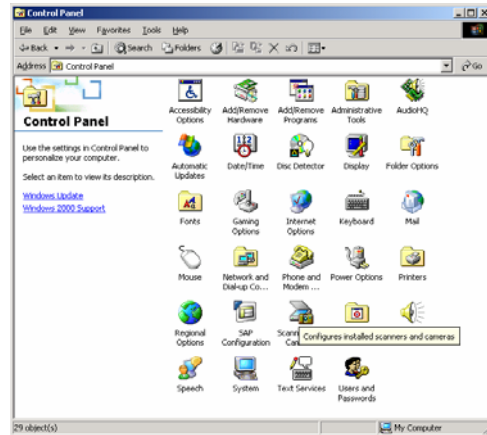 Control Panel
File Edit View Favorites Tools Help
Back Search Folders
Address Control Panel Go
Control Panel
Use the settings in Control Panel to
personalize your computer.
Select an item to view its description.
Windows Update
Windows 2000 Support
Accessibility Options
Add/Remove Hardware
Add/Remove Programs
Administrative Tools
AudioHQ
Automatic Updates
Date/Time
Disc Detector
Display
Folder Options
Fonts
Gaming Options
Internet Options
Keyboard
Mail
Mouse
Network and Dial-up Co...
Phone and Modem ...
Power Options
Printers
Regional Options
SAP Configuration
Configures installed scanners and cameras
Speech
System
Text Services
Users and Passwords
29 object(s)
My Computer